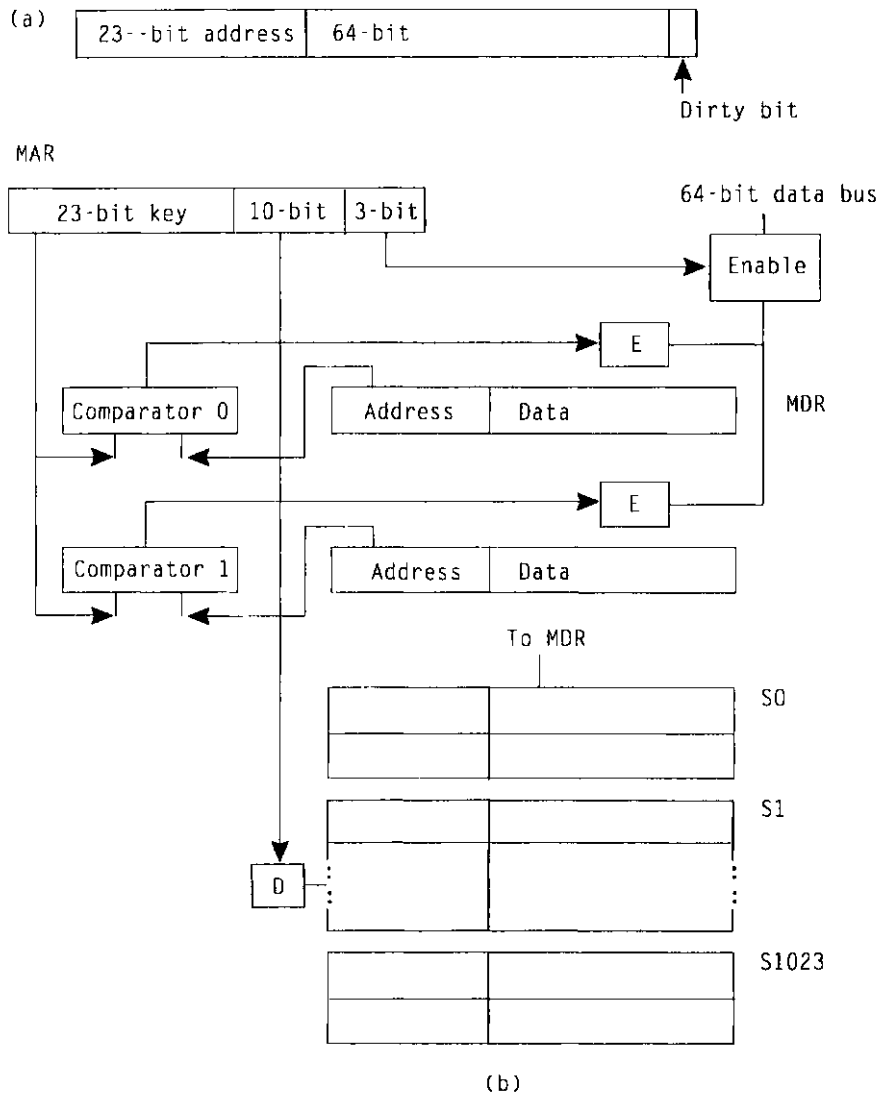 (a)
23--bit address 64-bit
Dirty bit
MAR
23-bit key 10-bit 3-bit
64-bit data bus
Enable
E
Comparator 0 Address Data MDR
E
Comparator 1 Address Data
To MDR
S0
S1
D
S1023
(b)